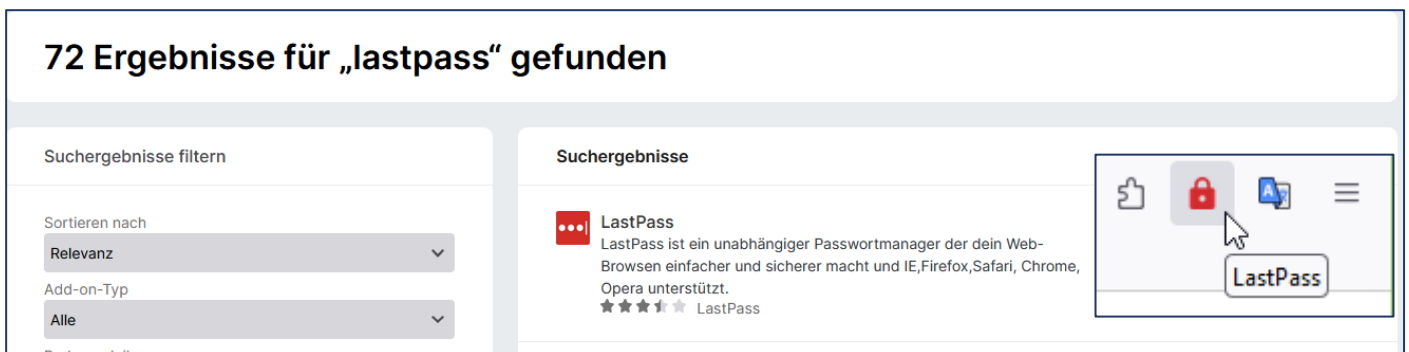 72 Ergebnisse für „lastpass“ gefunden
Suchergebnisse filtern
Sortieren nach
Relevanz
Add-on-Typ
Alle
Suchergebnisse
LastPass
LastPass ist ein unabhängiger Passwortmanager der dein Web-
Browsen einfacher und sicherer macht und IE,Firefox,Safari, Chrome,
Opera unterstützt.
LastPass
LastPass